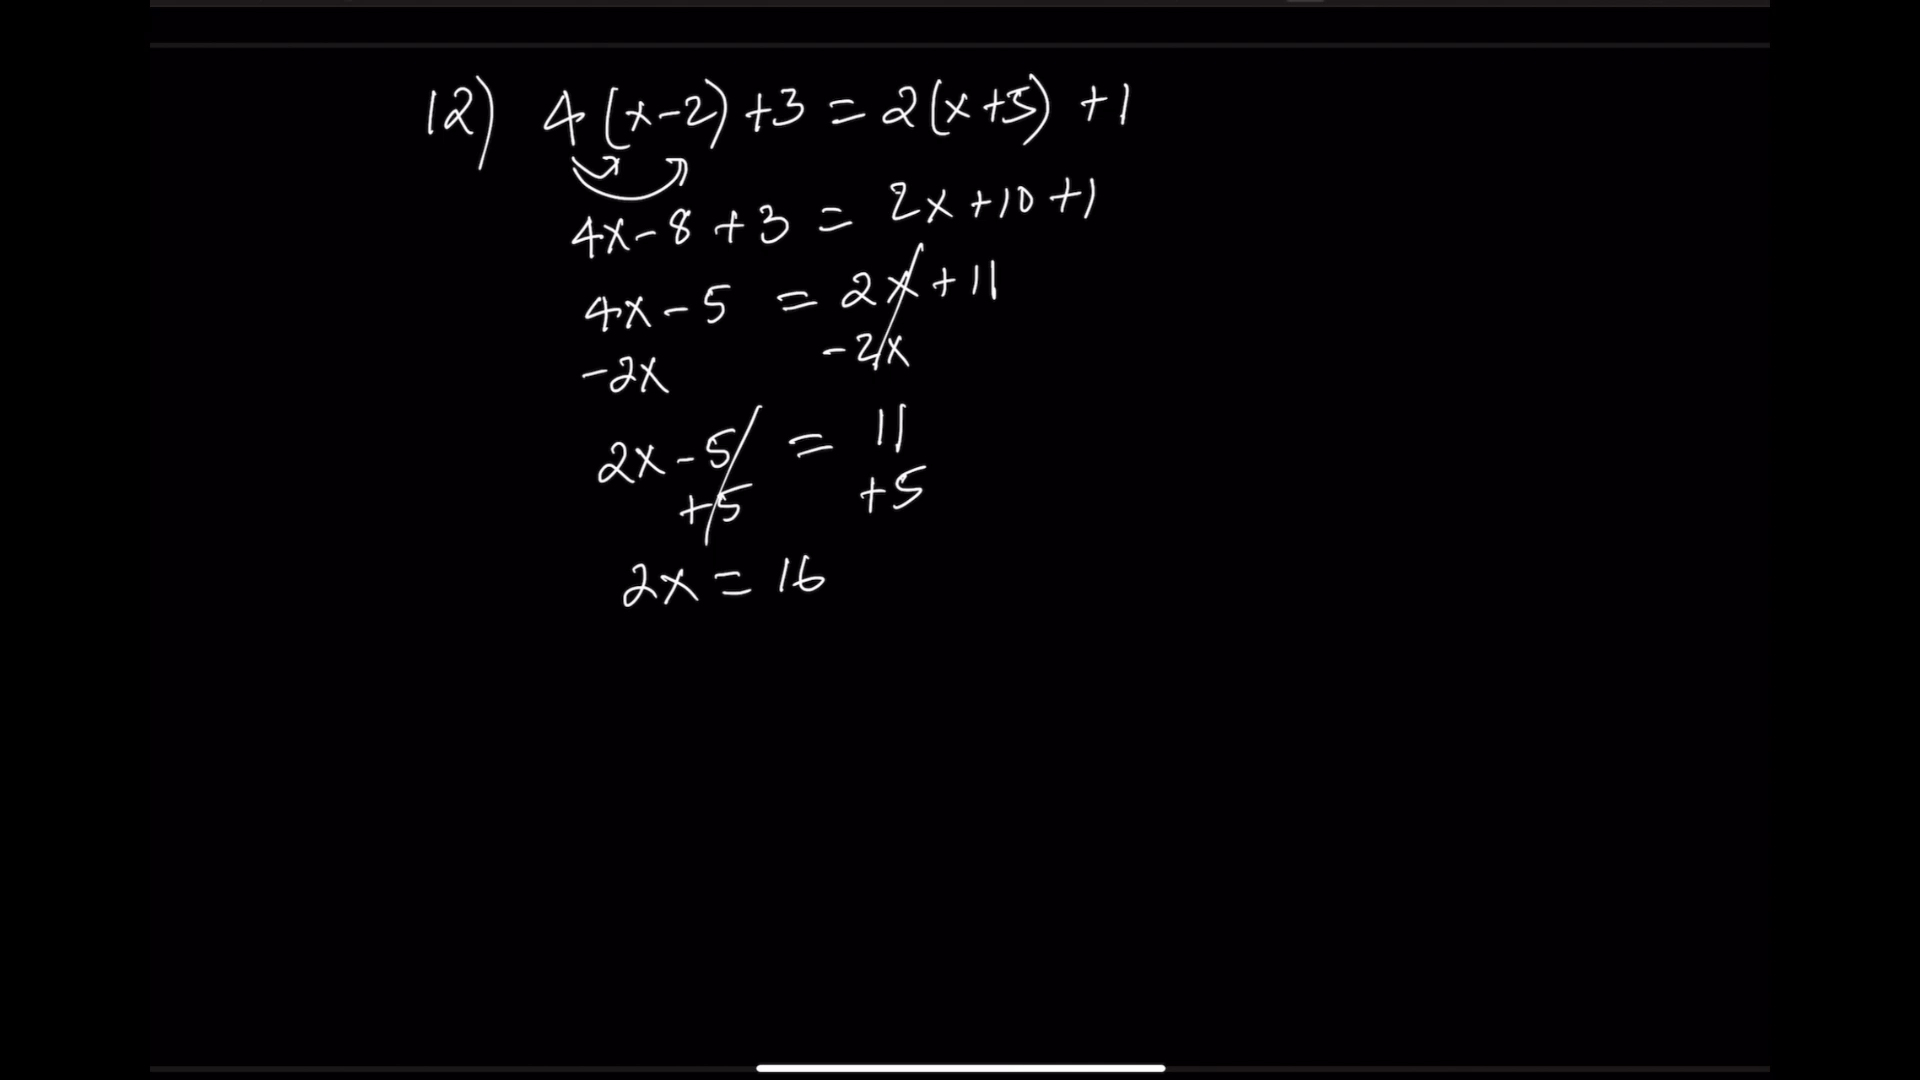 12) 4(x-2)+3=2(x+5)+1
4x-8+3=2x+10+1
4x-5=2x+11
-2x -2x
2x-5=11
+5 +5
2x=16